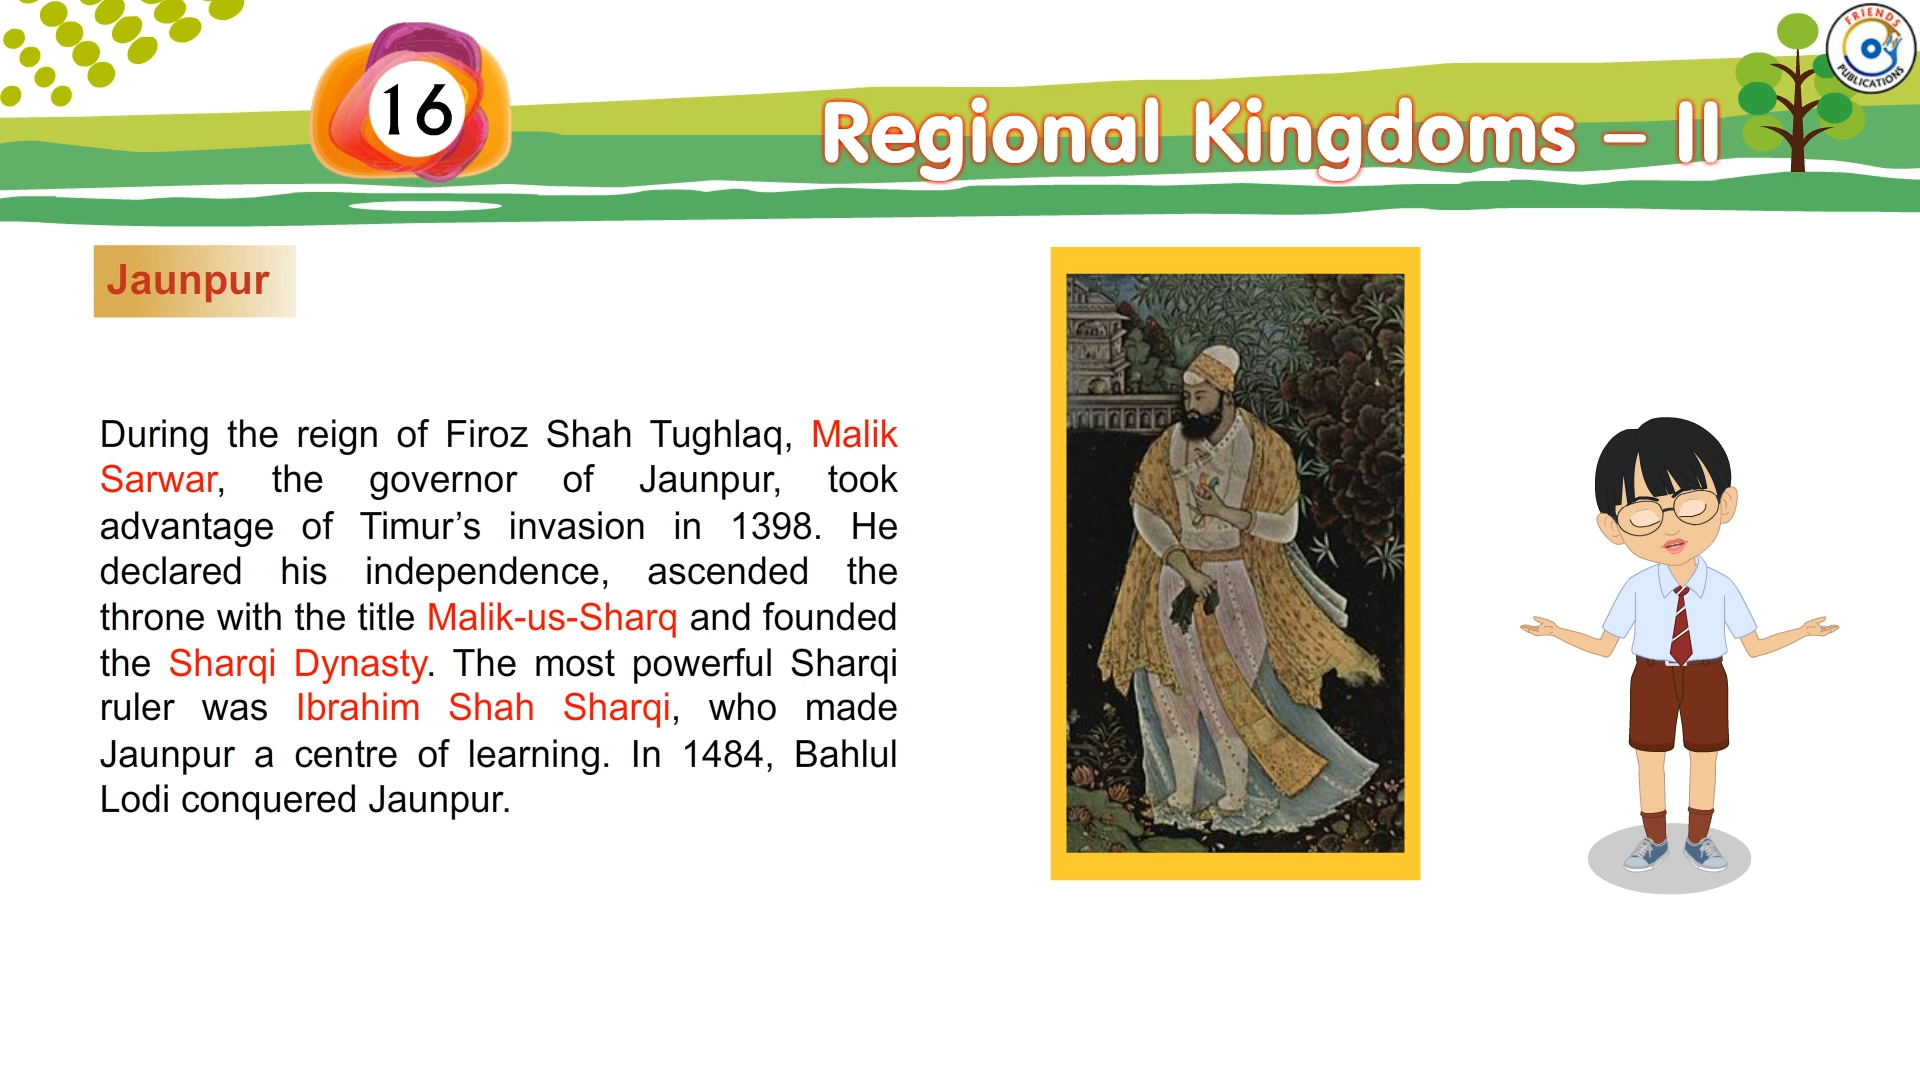 16
Regional Kingdoms – II
FRIENDS
PUBLICATIONS
Jaunpur
During the reign of Firoz Shah Tughlaq, Malik
Sarwar, the governor of Jaunpur, took
advantage of Timur’s invasion in 1398. He
declared his independence, ascended the
throne with the title Malik-us-Sharq and founded
the Sharqi Dynasty. The most powerful Sharqi
ruler was Ibrahim Shah Sharqi, who made
Jaunpur a centre of learning. In 1484, Bahlul
Lodi conquered Jaunpur.